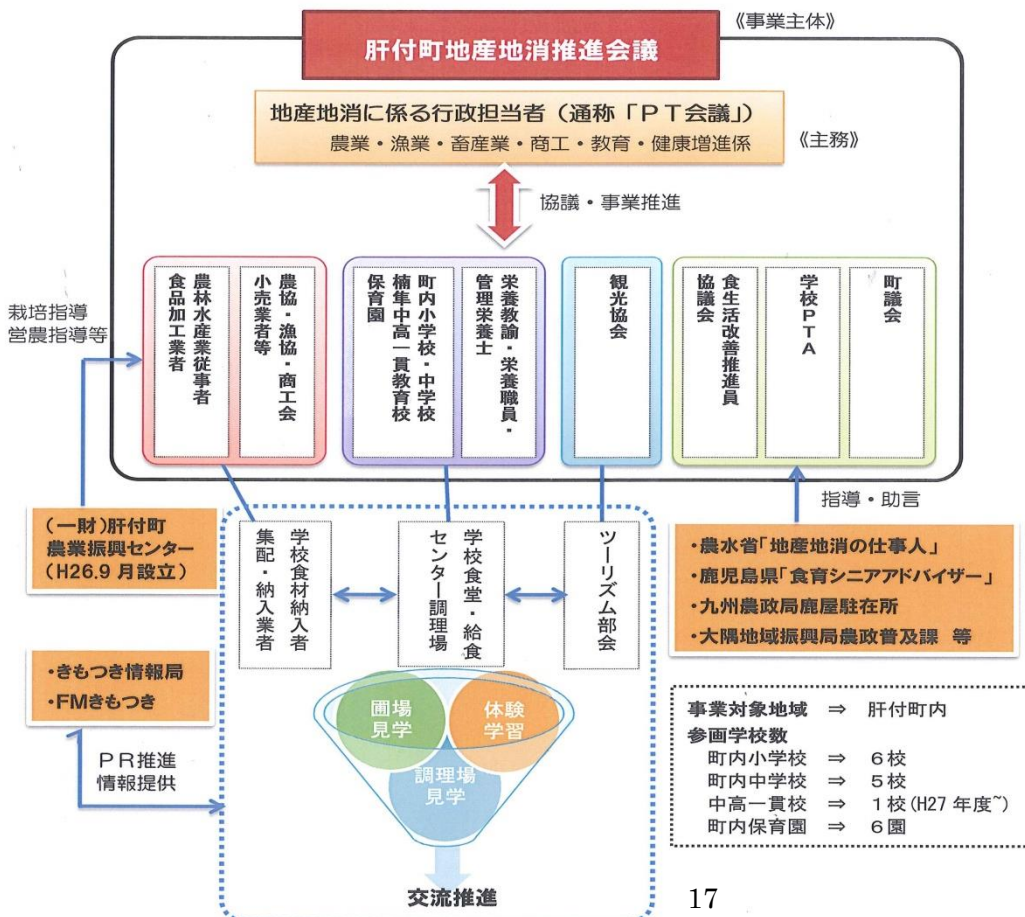 《事業主体》
肝付町地産地消推進会議
地産地消に係る行政担当者（通称「ＰＴ会議」）
農業・漁業・畜産業・商工・教育・健康増進係
《主務》
協議・事業推進
栽培指導
営農指導等
農林水産業従事者
食品加工業者
農協・漁協・商工会
小売業者等
町内小学校・中学校
楠隼中高一貫教育校
保育園
栄養教諭・栄養職員・
管理栄養士
観光協会
食生活改善推進員
協議会
学校ＰＴＡ
町議会
指導・助言
（一財）肝付町
農業振興センター
（H26.9月設立）
学校食材納入者
集配・納入業者
学校食堂・給食
センター調理場
ツーリズム部会
・農水省「地産地消の仕事人」
・鹿児島県「食育シニアアドバイザー」
・九州農政局鹿屋駐在所
・大隅地域振興局農政普及課 等
・きもつき情報局
・FMきもつき
ＰＲ推進
情報提供
圃場
見学
体験
学習
調理場
見学
交流推進
事業対象地域 ⇒ 肝付町内
参画学校数
町内小学校 ⇒ 6校
町内中学校 ⇒ 5校
中高一貫校 ⇒ 1校(H27年度~)
町内保育園 ⇒ 6園
17